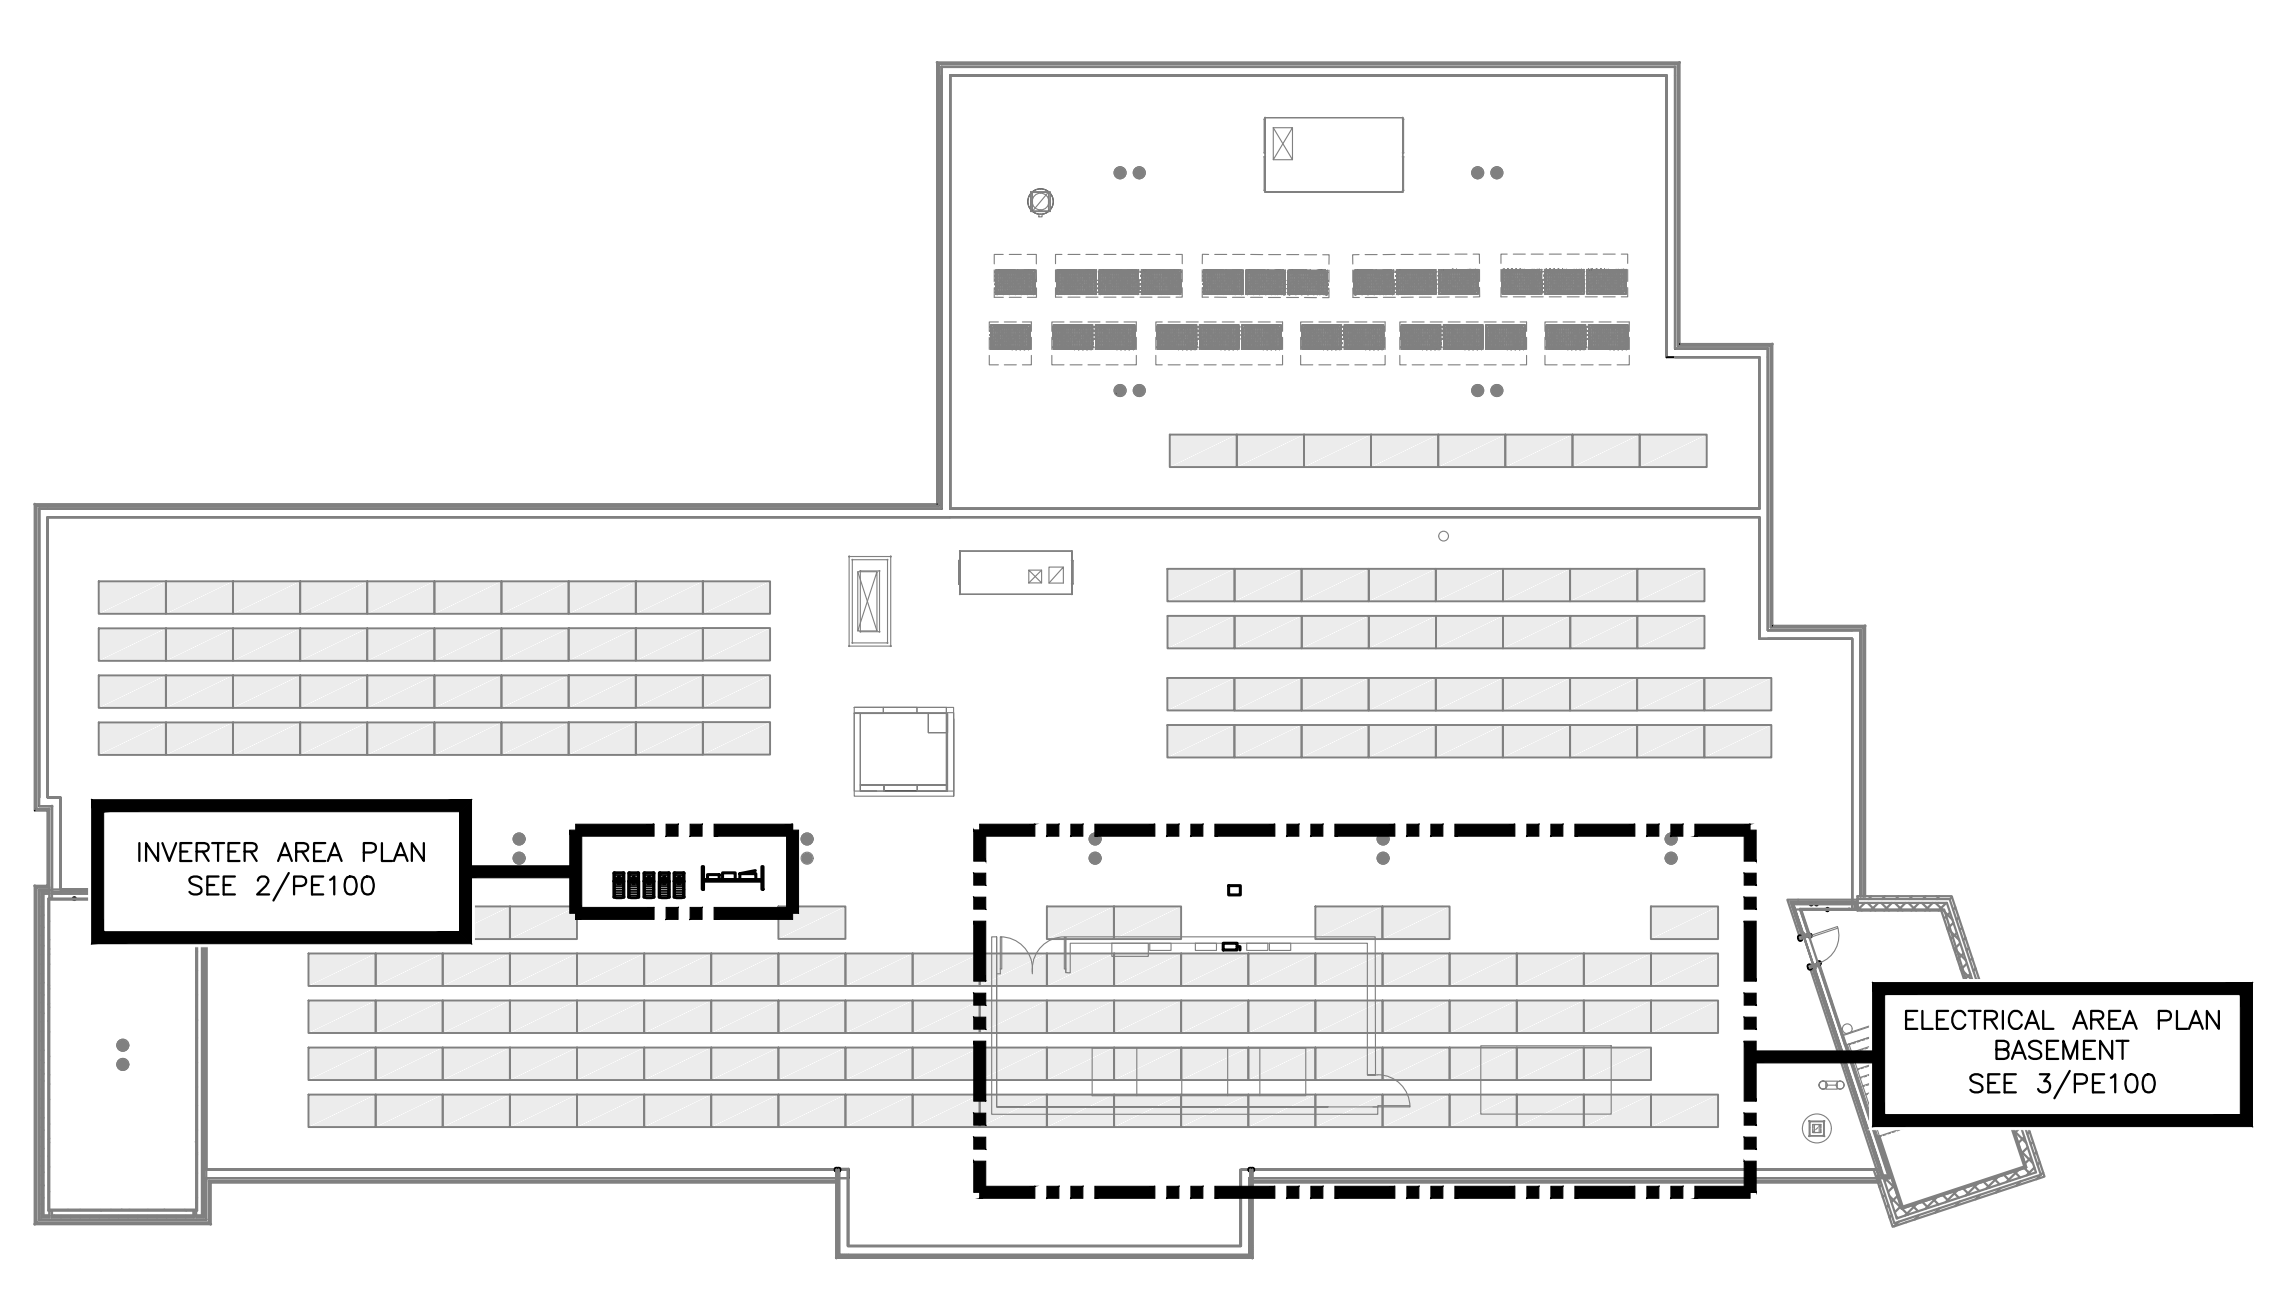 INVERTER AREA PLAN
SEE 2/PE100
ELECTRICAL AREA PLAN
BASEMENT
SEE 3/PE100